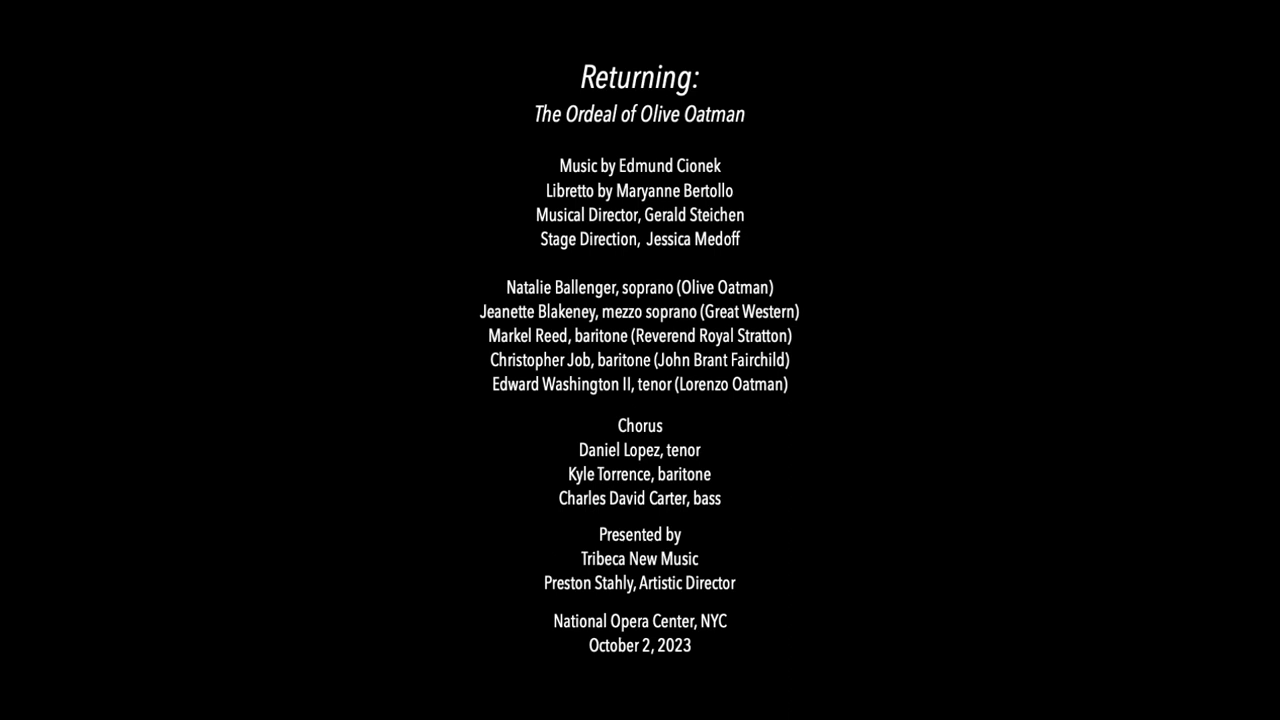 Returning:
The Ordeal of Olive Oatman
Music by Edmund Cionek
Libretto by Maryanne Bertollo
Musical Director, Gerald Steichen
Stage Direction, Jessica Medoff
Natalie Ballenger, soprano (Olive Oatman)
Jeanette Blakeney, mezzo soprano (Great Western)
Markel Reed, baritone (Reverend Royal Stratton)
Christopher Job, baritone (John Brant Fairchild)
Edward Washington II, tenor (Lorenzo Oatman)
Chorus
Daniel Lopez, tenor
Kyle Torrence, baritone
Charles David Carter, bass
Presented by
Tribeca New Music
Preston Stahly, Artistic Director
National Opera Center, NYC
October 2, 2023